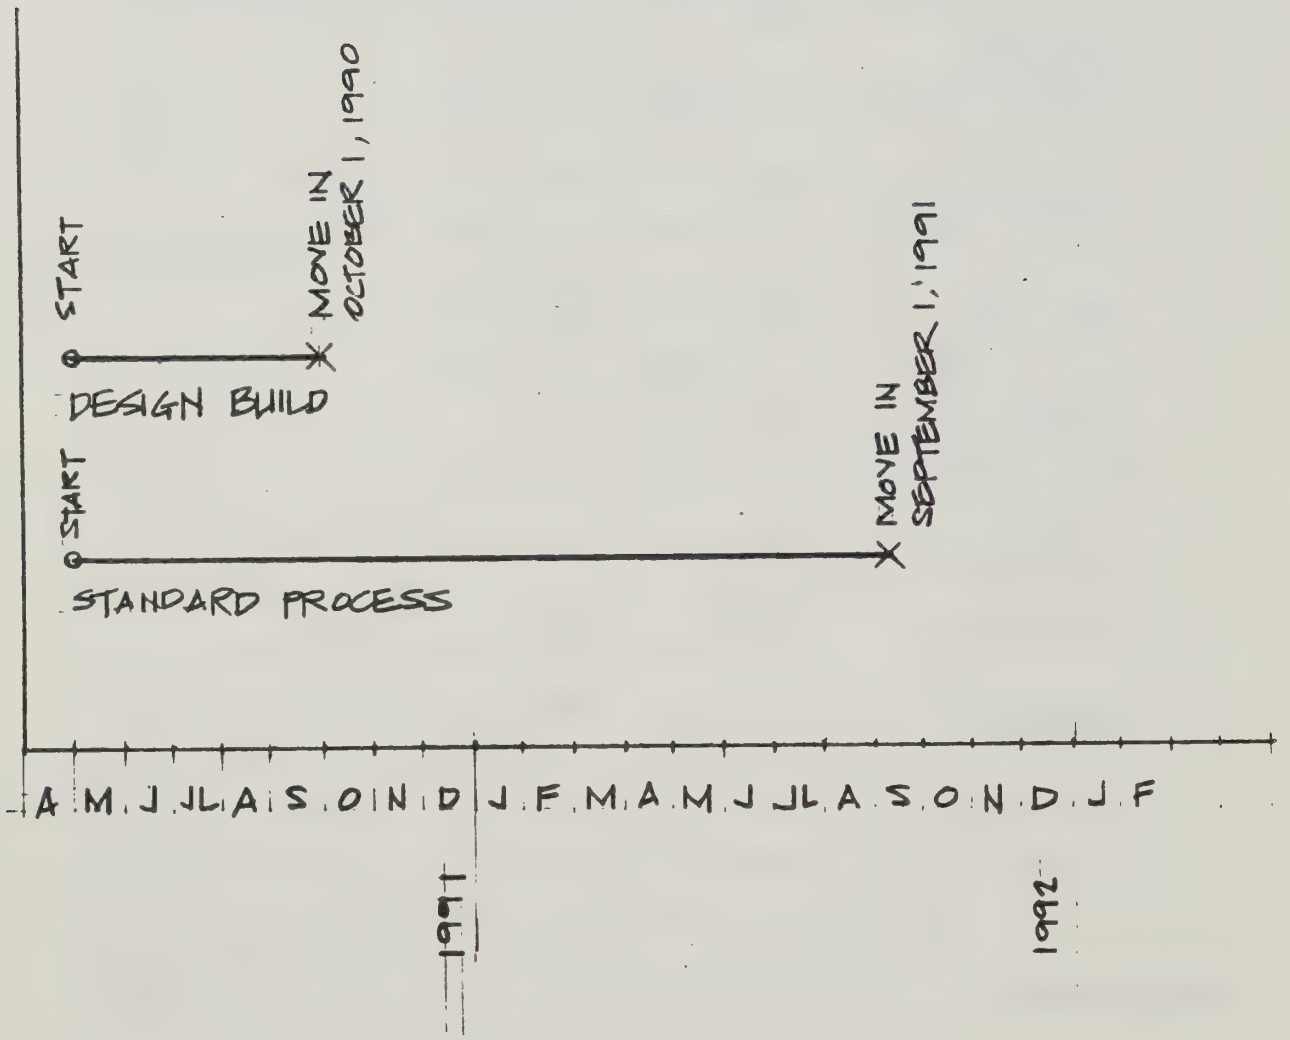 START
MOVE IN
OCTOBER 1, 1990
DESIGN BUILD
START
MOVE IN
SEPTEMBER 1, 1991
STANDARD PROCESS
A M J JL A S O N D J F M A M J JL A S O N D J F
1991
1992